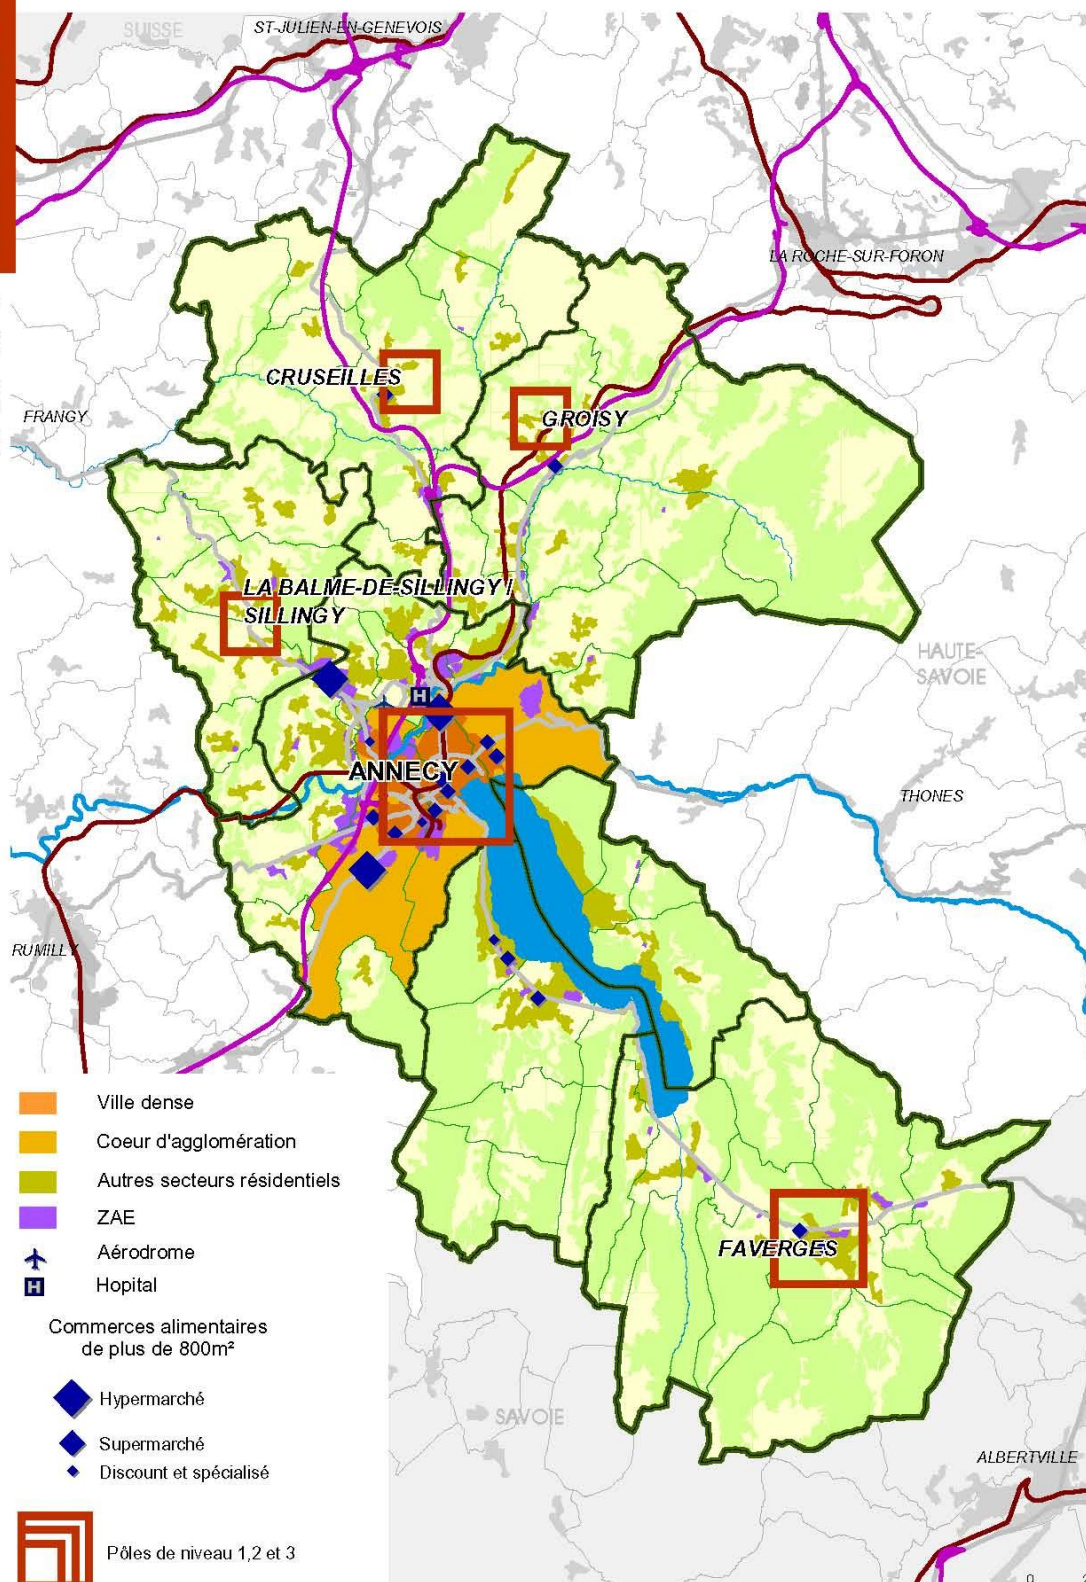 SUISSE
ST-JULIEN-EN-GENEVOIS
LA ROCHE-SUR-FORON
CRUSEILLES
FRANGY
GROISY
LA BALME-DE-SILLINGY /
SILLINGY
HAUTE-
SAVOIE
H
ANNECY
THONES
RUMILLY
FAVERGES
SAVOIE
ALBERTVILLE
Ville dense
Coeur d'agglomération
Autres secteurs résidentiels
ZAE
Aérodrome
H Hopital
Commerces alimentaires
de plus de 800m²
Hypermarché
Supermarché
Discount et spécialisé
Pôles de niveau 1,2 et 3
0